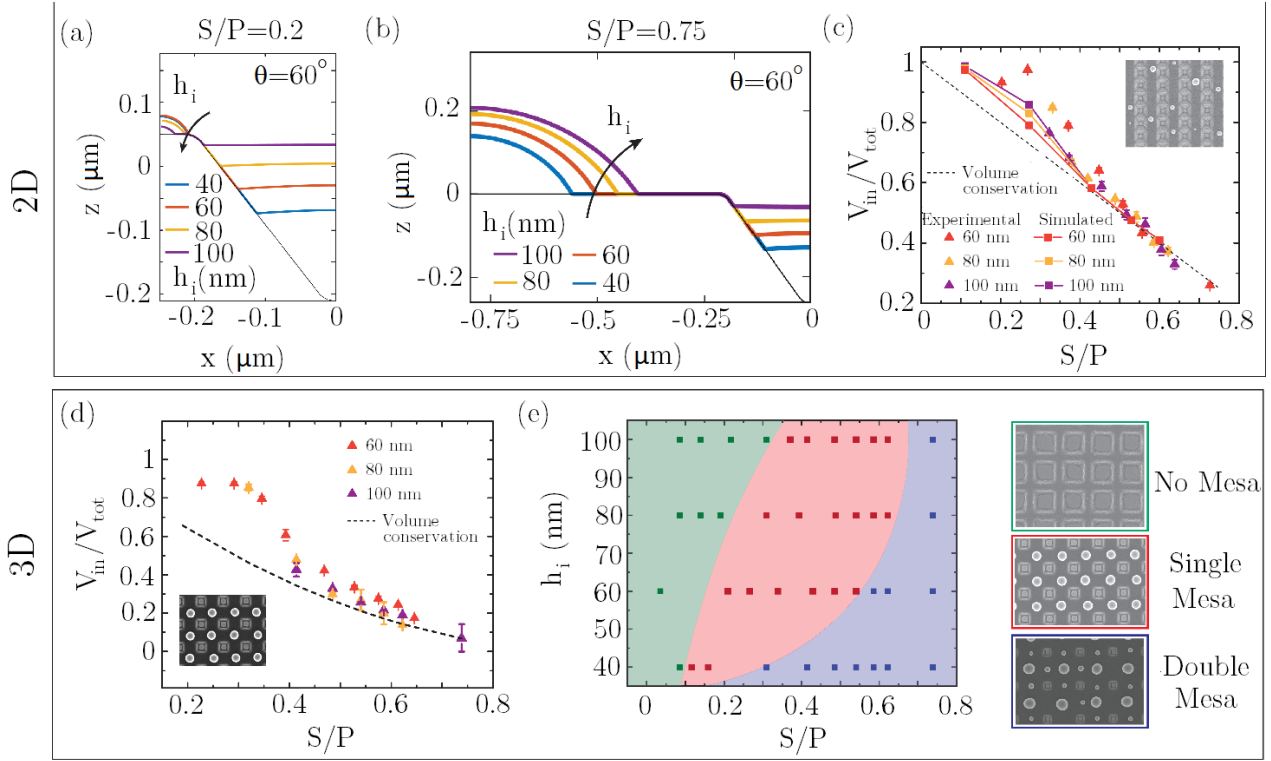 2D
(a)
S/P=0.2
θ=60°
h_i
0.1
0
-0.1
-0.2
z (μm)
40
60
80
100
h_i(nm)
-0.2
-0.1
0
x (μm)
(b)
S/P=0.75
θ=60°
h_i
0.2
0
-0.2
z (μm)
h_i(nm)
100
60
80
40
-0.75
-0.5
-0.25
0
x (μm)
(c)
1
0.8
0.6
0.4
0.2
V_in/V_tot
Volume
conservation
Experimental
Simulated
60 nm
60 nm
80 nm
80 nm
100 nm
100 nm
0
0.2
0.4
0.6
0.8
S/P
3D
(d)
1
0.8
0.6
0.4
0.2
0
V_in/V_tot
60 nm
80 nm
100 nm
Volume
conservation
0.2
0.4
0.6
0.8
S/P
(e)
100
90
80
70
60
50
40
h_i (nm)
0
0.2
0.4
0.6
0.8
S/P
No Mesa
Single
Mesa
Double
Mesa